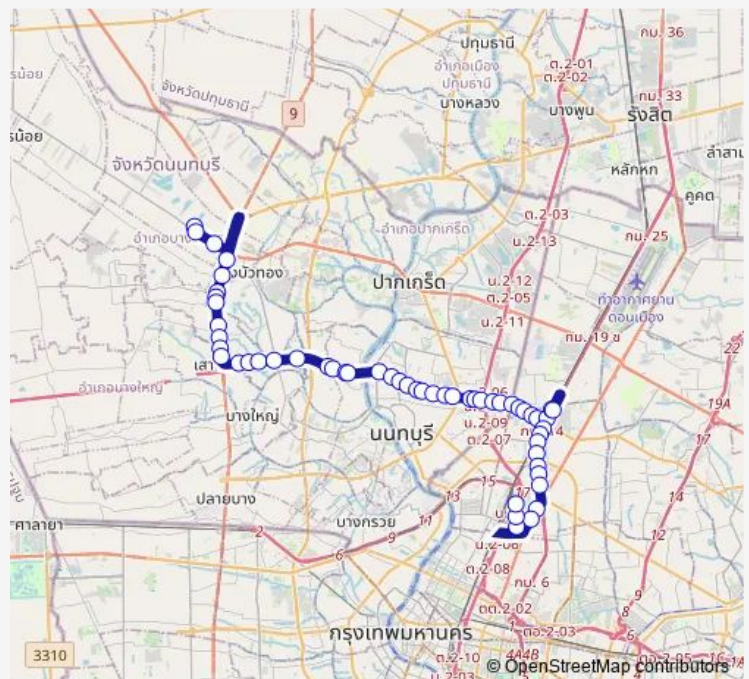 กม. 36
ปทุมธานี
ต.2-01
ต.2-02
อำเภอเมือง
ปทุมธานี
บางหลวง
บางพูน
กม. 33
รังสิต
รน้อย
จังหวัดปทุมธานี
9
รน้อย
จังหวัดนนทบุรี
ลำสาม
หลักหก
คูคต
ต.2-03
อำเภอปากเกร็ด
น.2-13
กม. 25
อำเภอบาง
งบัวทอง
ปากเกร็ด
น.2-12
ต.2-05
น.2-11
ท่าอากาศยาน
ดอนเมือง
กม. 19 ข
22
เสา
อำเภอบางใหญ่
19A
บางใหญ่
น.2-09
ต.2-07
17
นนทบุรี
15
13
14
ปลายบาง
ศาลายา
บางกรวย
11
12
2
6
9
น.2-08
ต.2-08
กม. 6
9
8
ตต.2-02
6
กรุงเทพมหานคร
ตอ.2-03
3310
ต.2-10
4A4B
น.2-03
© OpenStreetMap contributors